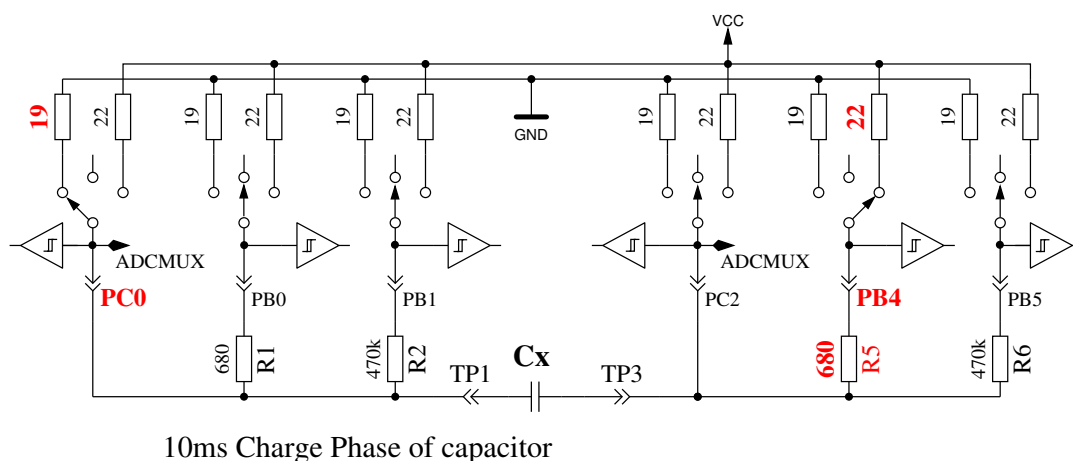 VCC
19 22 19 22 19 22 GND 19 22 19 22 19 22
ADCMUX ADCMUX
PC0 PB0 PB1 PC2 PB4 PB5
680 R1 470k R2 Cx 680 R5 470k R6
TP1 TP3
10ms Charge Phase of capacitor